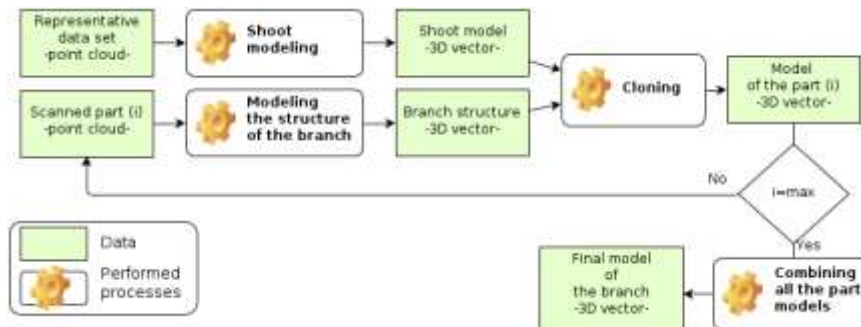 Representative
data set
-point cloud-
Shoot
modeling
Shoot model
-3D vector-
Scanned part (i)
-point cloud-
Modeling
the structure
of the branch
Branch structure
-3D vector-
Cloning
Model
of the part (i)
-3D vector-
No
i=max
Yes
Data
Performed
processes
Final model
of
the branch
-3D vector-
Combining
all the part
models